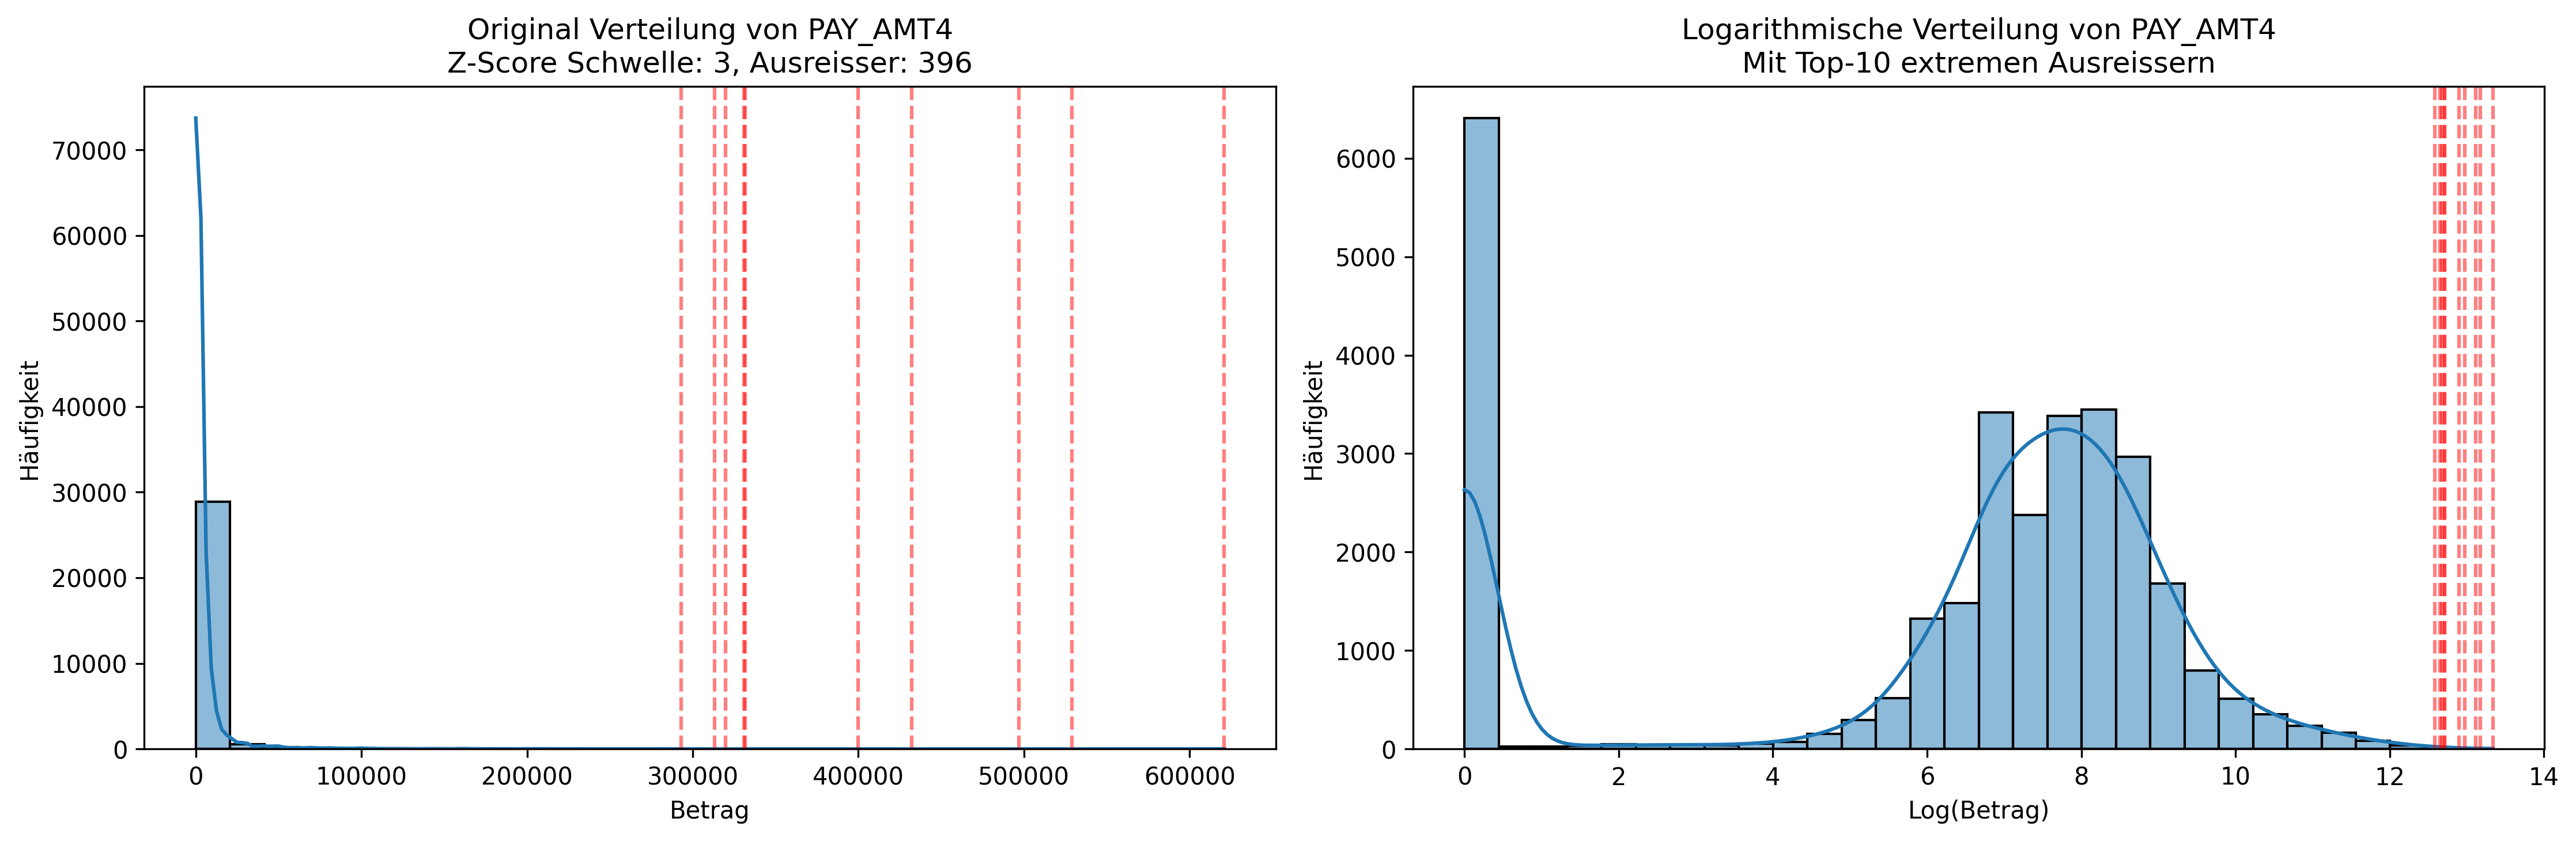 Original Verteilung von PAY_AMT4
Z-Score Schwelle: 3, Ausreisser: 396
Häufigkeit
70000
60000
50000
40000
30000
20000
10000
0
0 100000 200000 300000 400000 500000 600000
Betrag
Logarithmische Verteilung von PAY_AMT4
Mit Top-10 extremen Ausreissern
Häufigkeit
6000
5000
4000
3000
2000
1000
0
0 2 4 6 8 10 12 14
Log(Betrag)